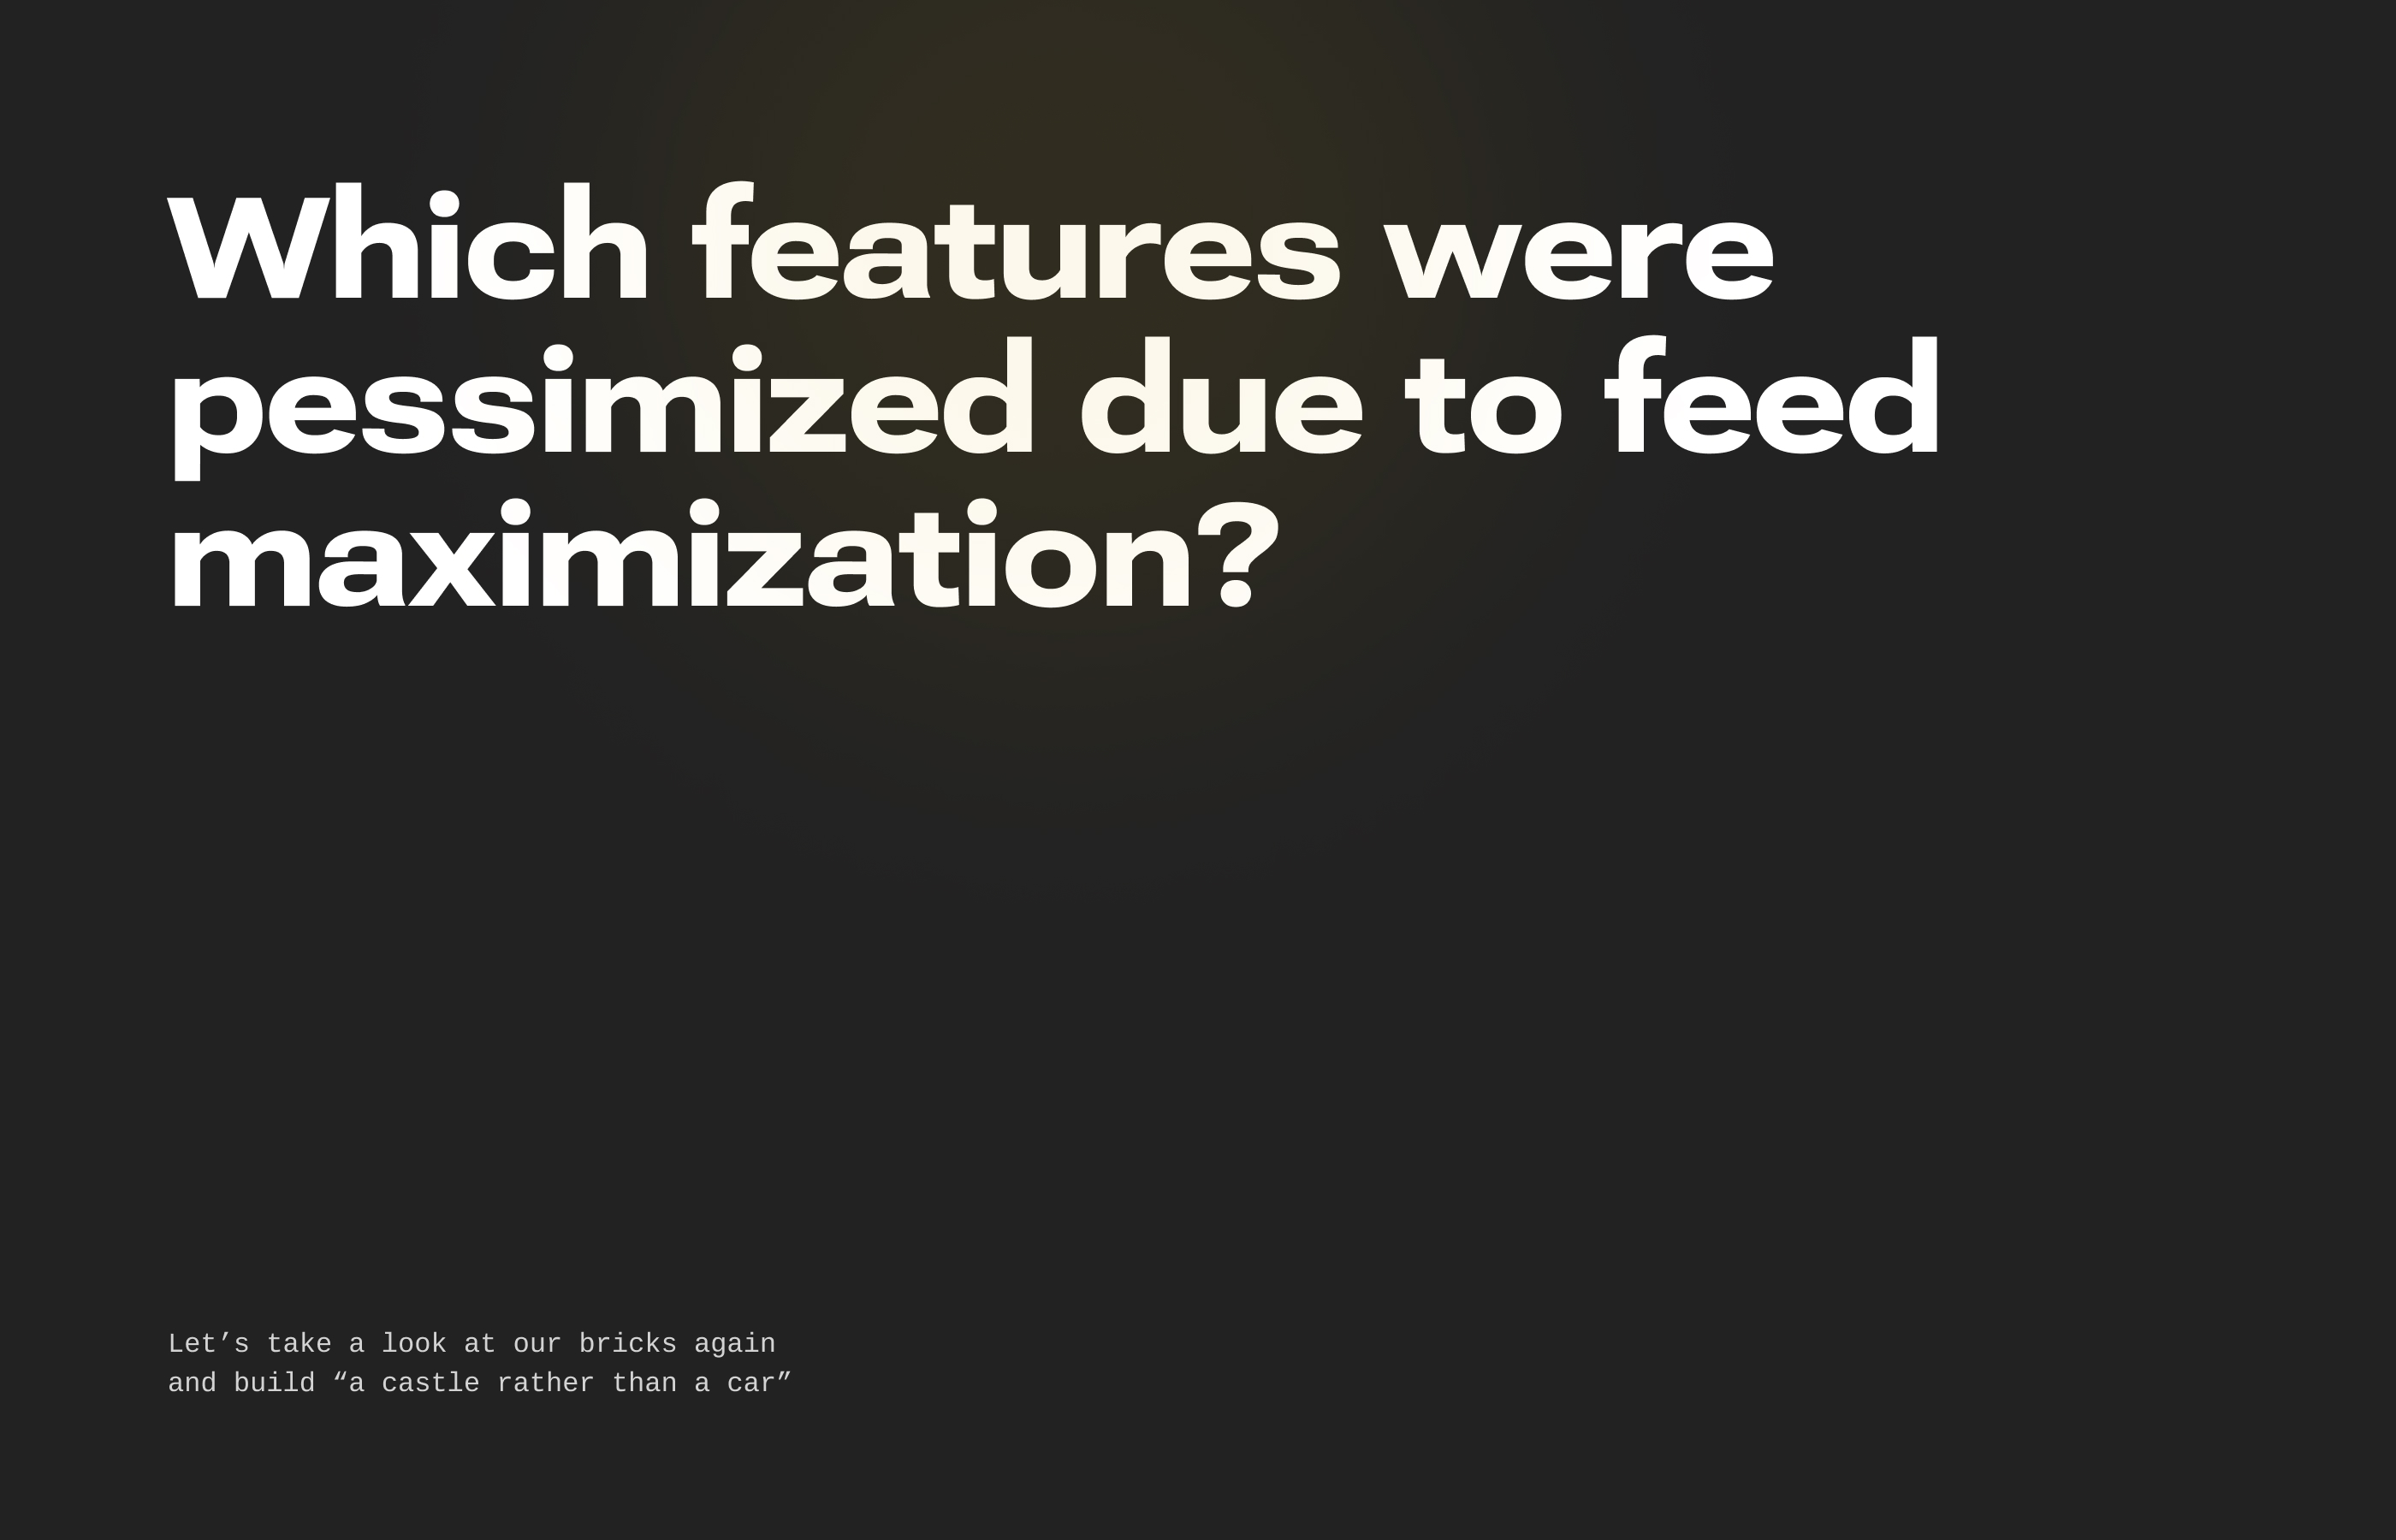 Which features were
pessimized due to feed
maximization?
Let’s take a look at our bricks again
and build “a castle rather than a car”